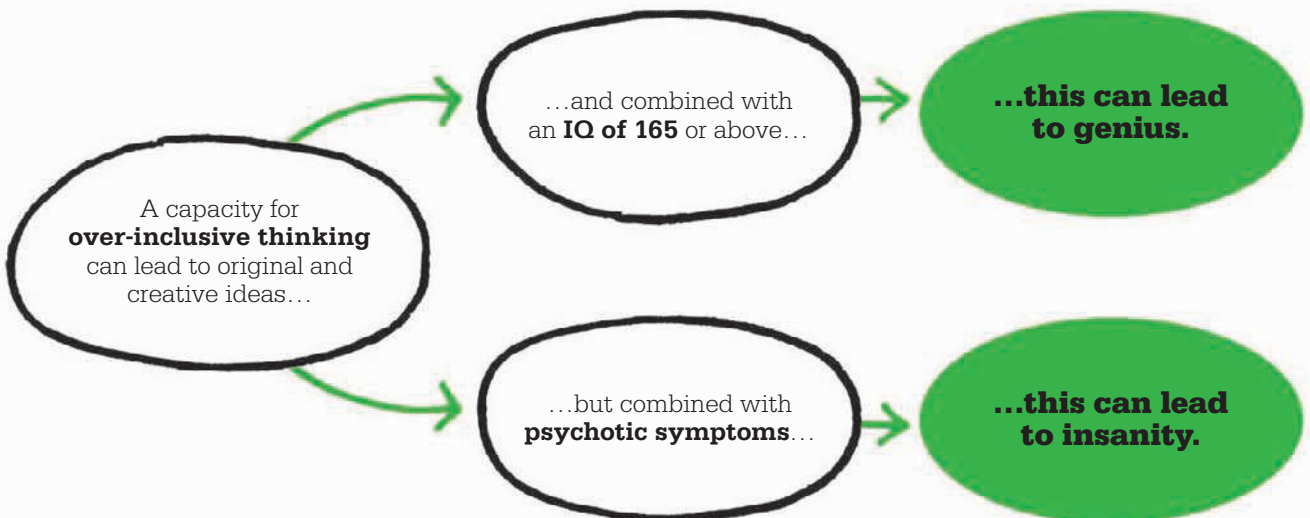 A capacity for
over-inclusive thinking
can lead to original and
creative ideas…
…and combined with
an IQ of 165 or above…
…this can lead
to genius.
…but combined with
psychotic symptoms…
…this can lead
to insanity.